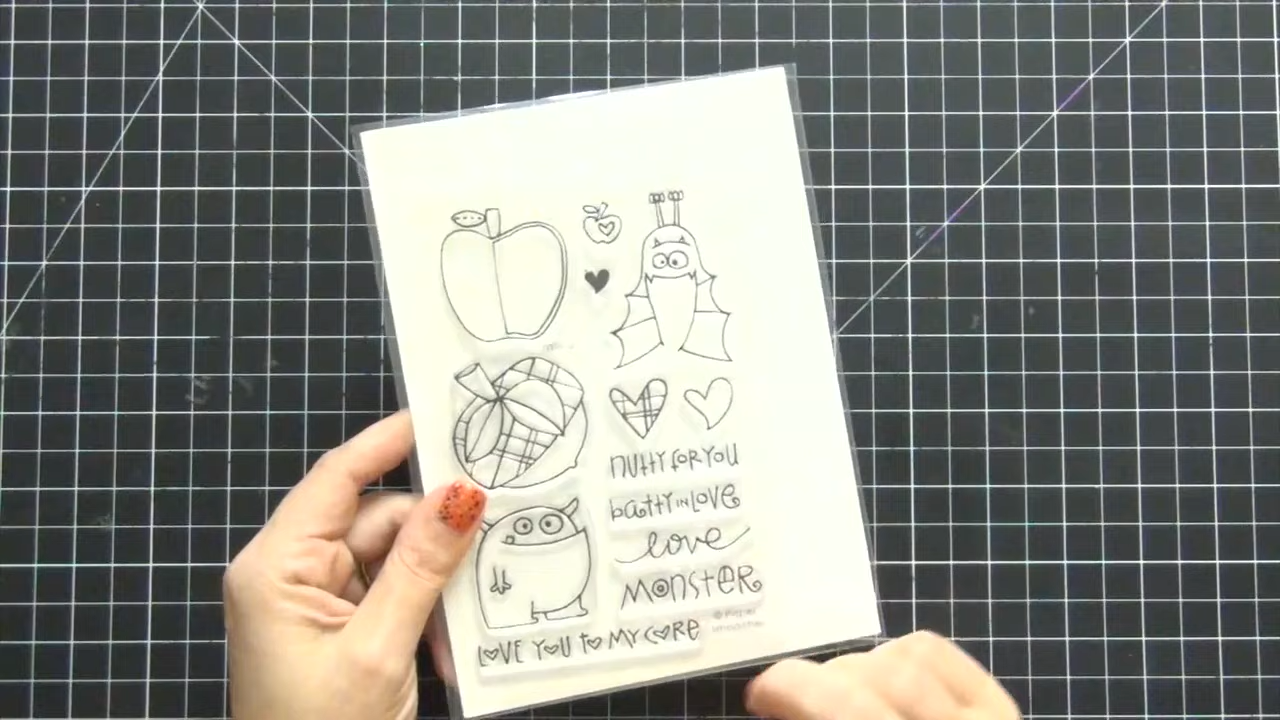 nutty for you
batty in love
love
monster
love you to my core